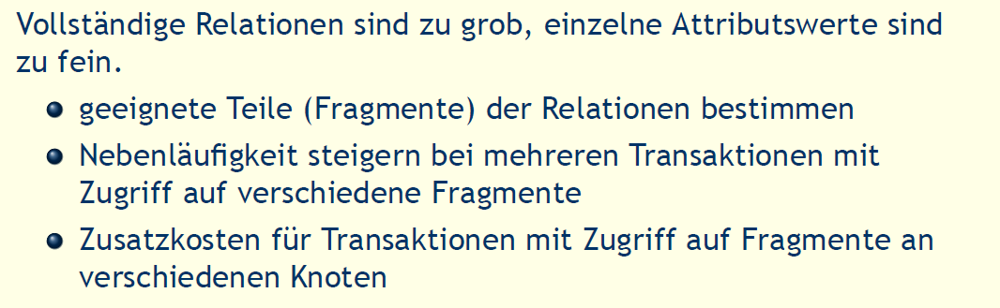 Vollständige Relationen sind zu grob, einzelne Attributswerte sind
zu fein.
geeignete Teile (Fragmente) der Relationen bestimmen
Nebenläufigkeit steigern bei mehreren Transaktionen mit
Zugriff auf verschiedene Fragmente
Zusatzkosten für Transaktionen mit Zugriff auf Fragmente an
verschiedenen Knoten